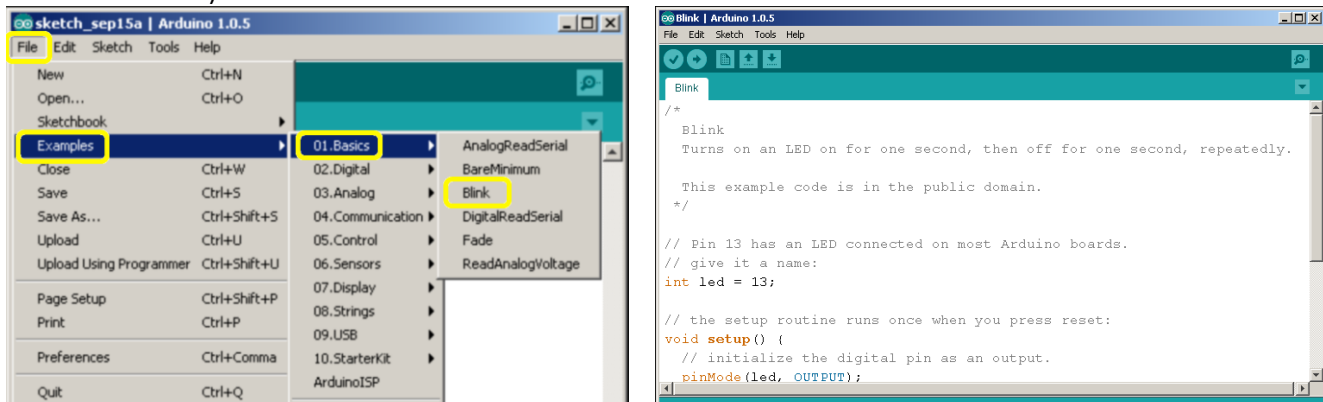 sketch_sep15a | Arduino 1.0.5
File Edit Sketch Tools Help
New Ctrl+N
Open... Ctrl+O
Sketchbook
Examples
Close Ctrl+W
Save Ctrl+S
Save As... Ctrl+Shift+S
Upload Ctrl+U
Upload Using Programmer Ctrl+Shift+U
Page Setup Ctrl+Shift+P
Print Ctrl+P
Preferences Ctrl+Comma
Quit Ctrl+Q
01.Basics
02.Digital
03.Analog
04.Communication
05.Control
06.Sensors
07.Display
08.Strings
09.USB
10.StarterKit
ArduinoISP
AnalogReadSerial
BareMinimum
Blink
DigitalReadSerial
Fade
ReadAnalogVoltage
Blink | Arduino 1.0.5
File Edit Sketch Tools Help
Blink
/*
Blink
Turns on an LED on for one second, then off for one second, repeatedly.
This example code is in the public domain.
*/
// Pin 13 has an LED connected on most Arduino boards.
// give it a name:
int led = 13;
// the setup routine runs once when you press reset:
void setup() {
// initialize the digital pin as an output.
pinMode(led, OUTPUT);